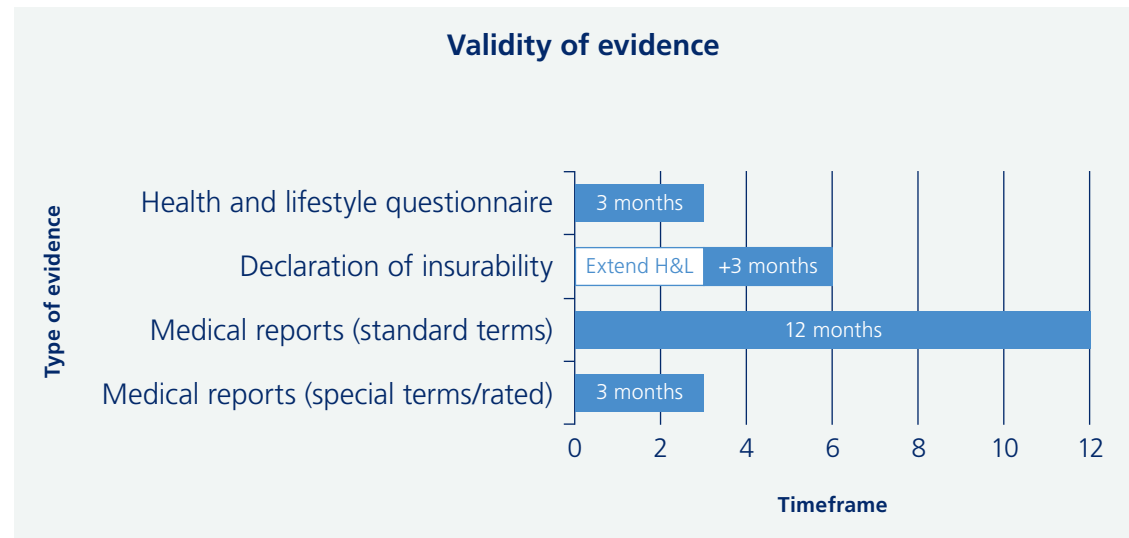 Validity of evidence
Type of evidence
Health and lifestyle questionnaire
3 months
Declaration of insurability
Extend H&L
+3 months
Medical reports (standard terms)
12 months
Medical reports (special terms/rated)
3 months
0 2 4 6 8 10 12
Timeframe